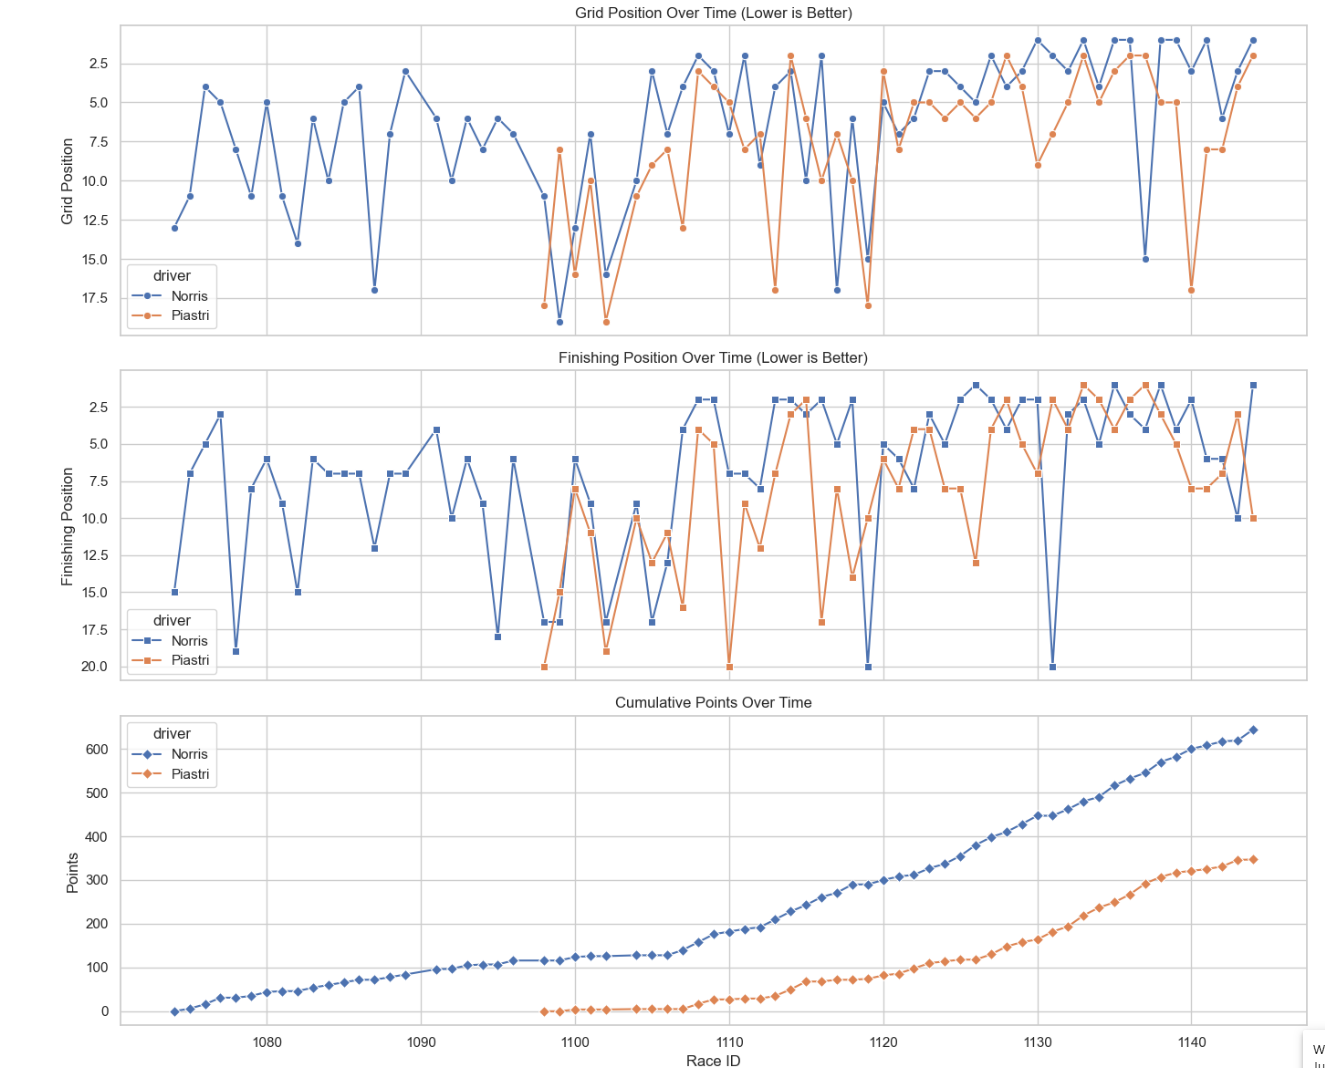 Grid Position Over Time (Lower is Better)
Grid Position
2.5
5.0
7.5
10.0
12.5
15.0
17.5
driver
Norris
Piastri
Finishing Position Over Time (Lower is Better)
Finishing Position
2.5
5.0
7.5
10.0
12.5
15.0
17.5
20.0
driver
Norris
Piastri
Cumulative Points Over Time
Points
600
500
400
300
200
100
0
driver
Norris
Piastri
1080 1090 1100 1110 1120 1130 1140
Race ID
W